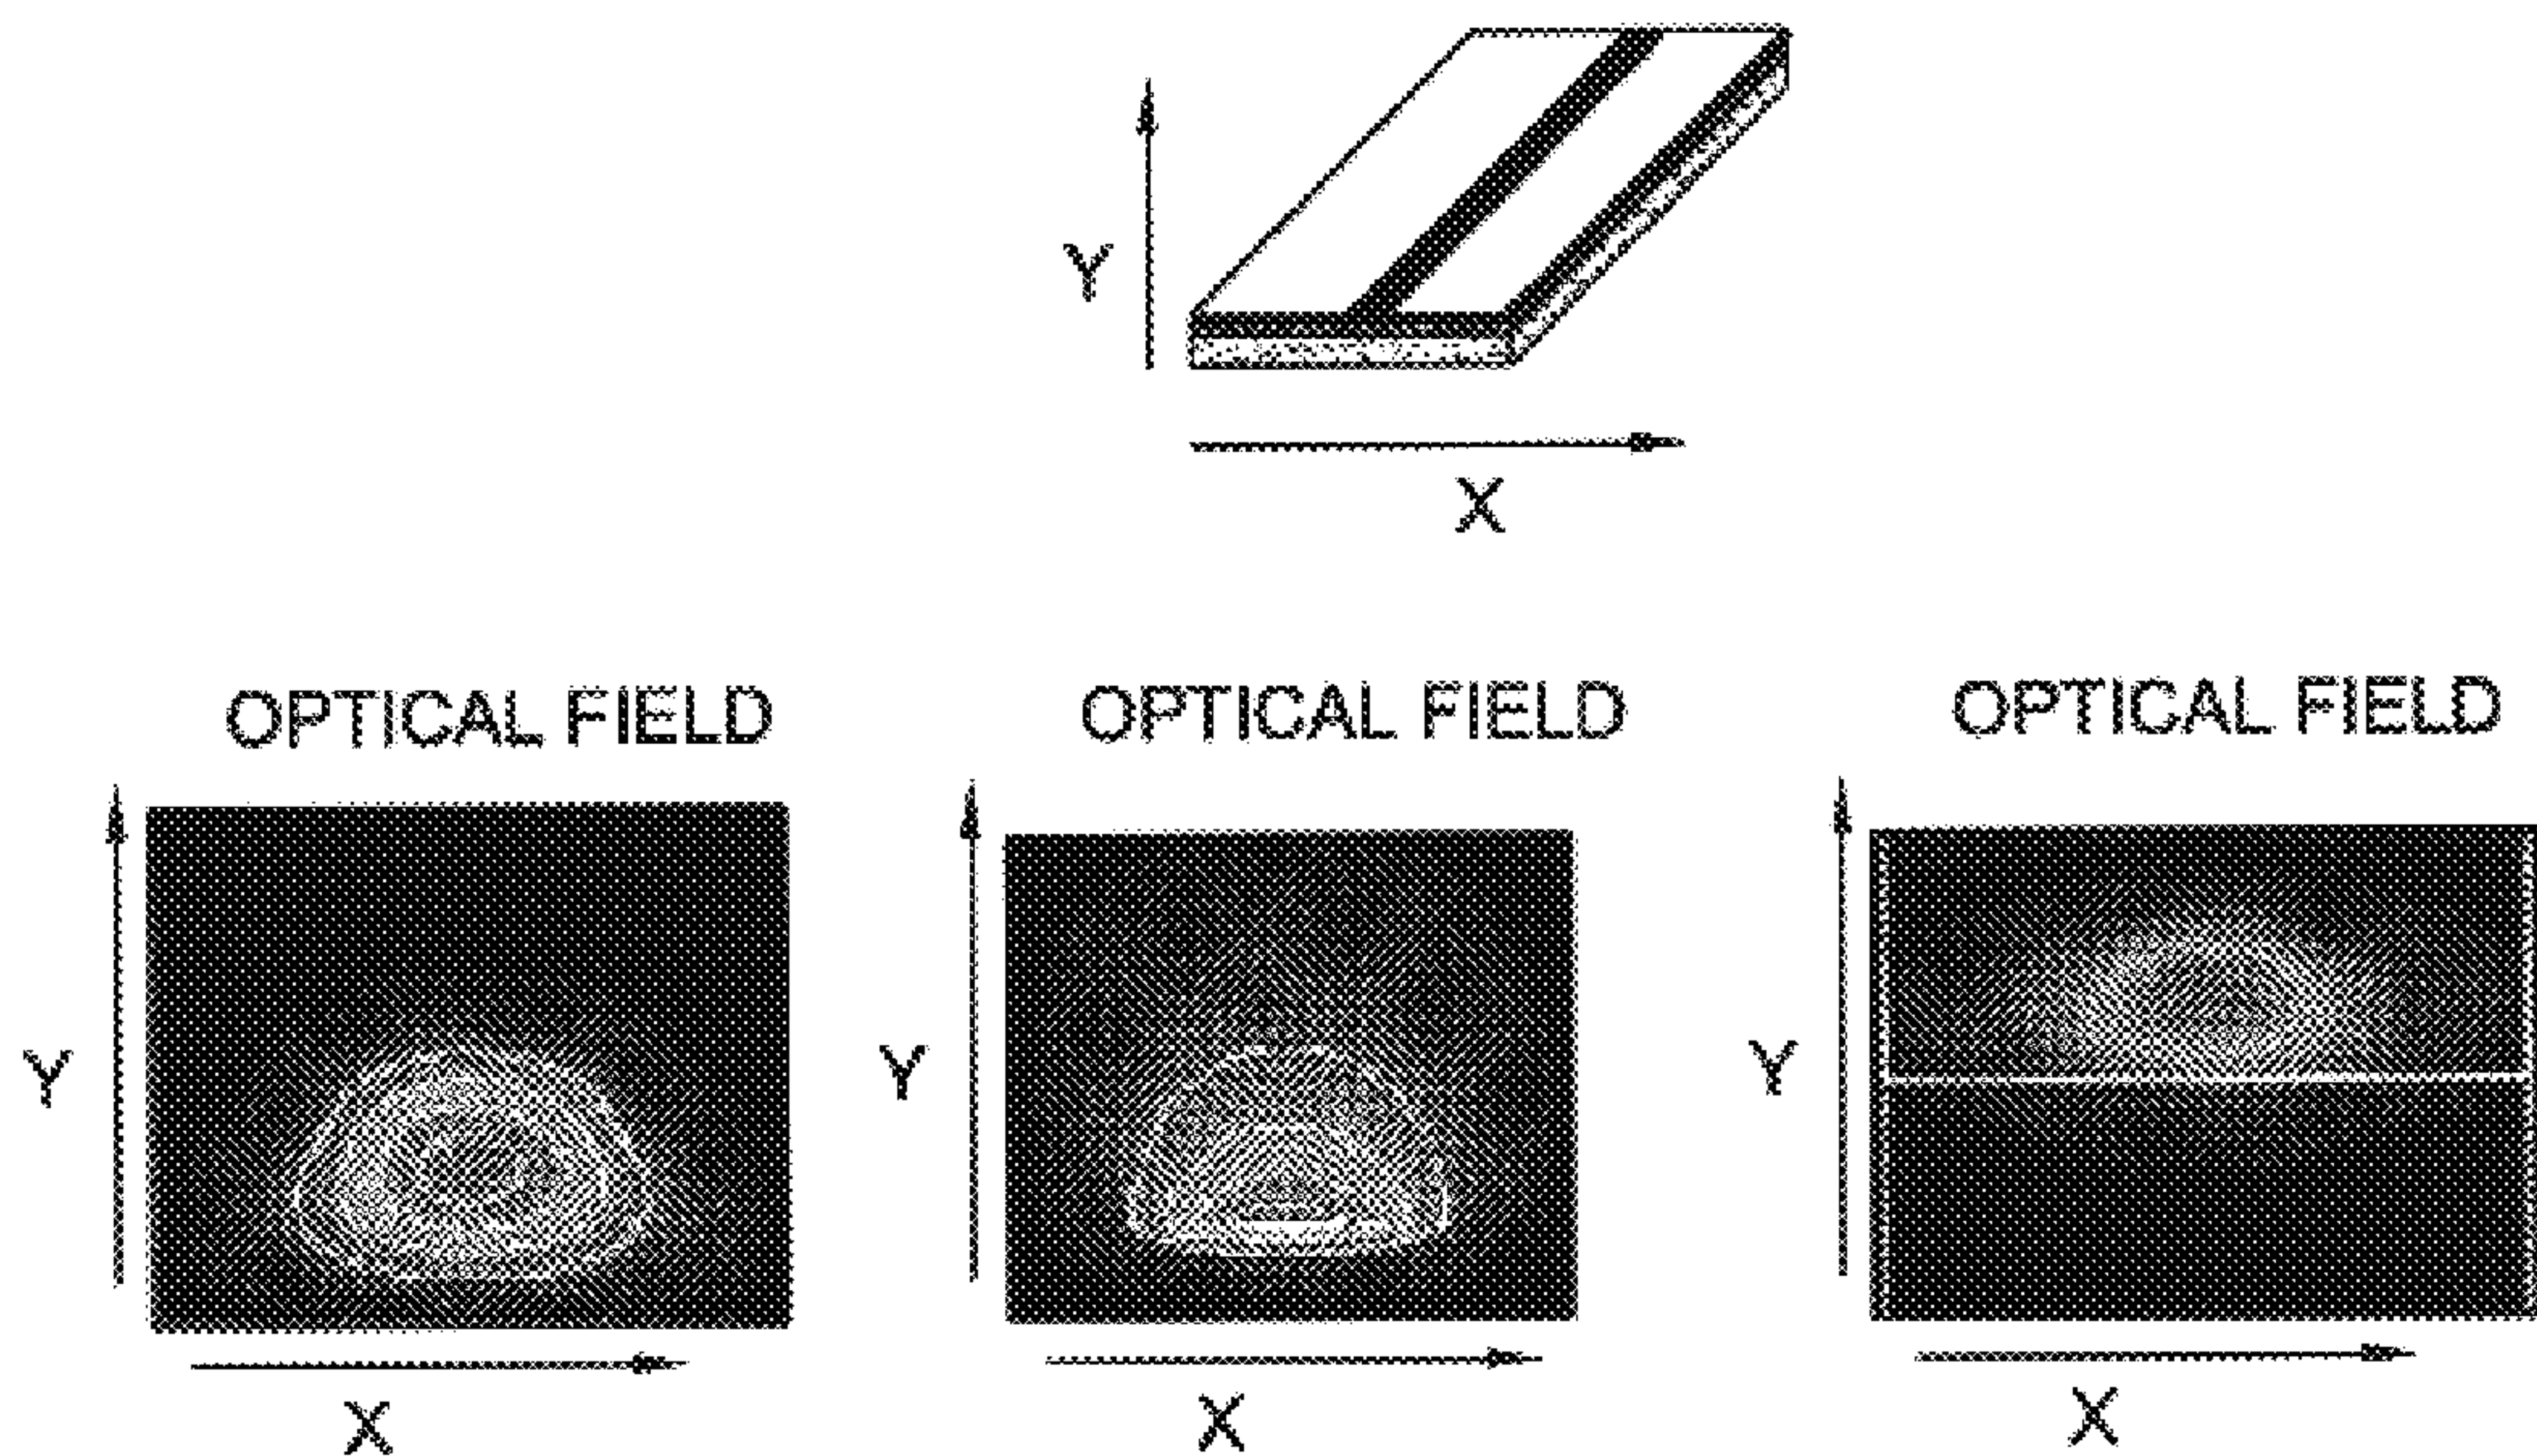 Y
X
OPTICAL FIELD OPTICAL FIELD OPTICAL FIELD
Y Y Y
X X X